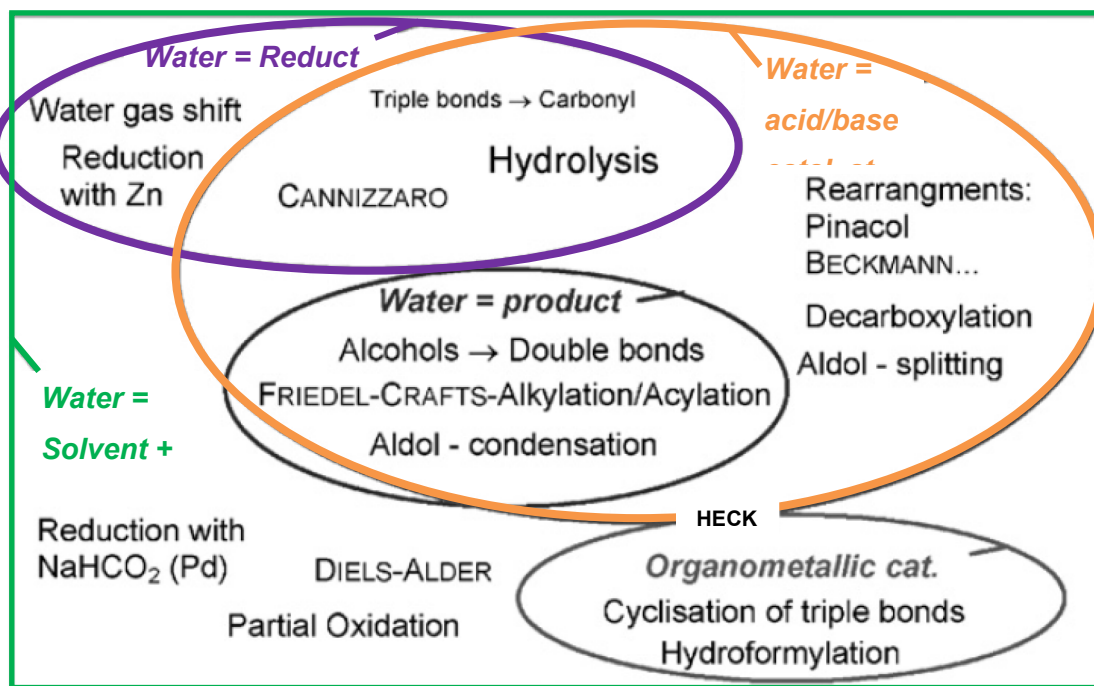 Water = Reduct
Water =
acid/base
Water gas shift
Triple bonds → Carbonyl
Reduction
with Zn
Hydrolysis
CANNIZZARO
Rearrangments:
Pinacol
BECKMANN...
Decarboxylation
Aldol - splitting
Water = product
Alcohols → Double bonds
FRIEDEL-CRAFTS-Alkylation/Acylation
Aldol - condensation
Water =
Solvent +
Reduction with
NaHCO₂ (Pd)
DIELS-ALDER
Partial Oxidation
HECK
Organometallic cat.
Cyclisation of triple bonds
Hydroformylation